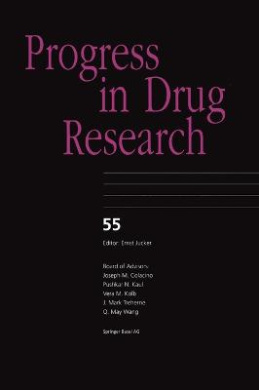 Progress
in Drug
Research
55
Editor: Ernst Jucker
Board of Advisors:
Joseph M. Colacino
Pushkar N. Kaul
Vera M. Kolb
J. Mark Treherne
Q. May Wang
Springer Basel AG